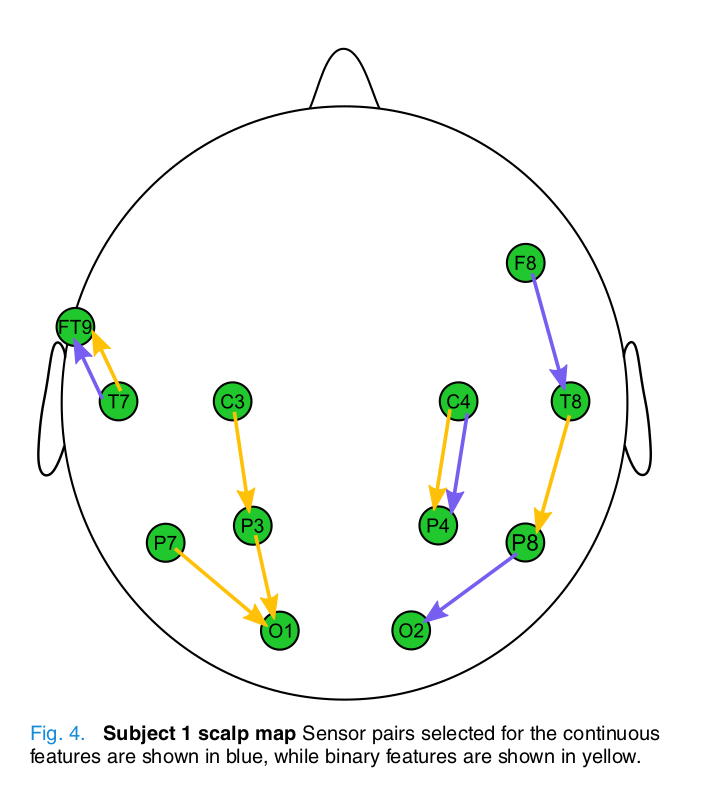 F8
FT9
T7
C3
C4
T8
P3
P4
P7
P8
O1
O2
Fig. 4. Subject 1 scalp map Sensor pairs selected for the continuous
features are shown in blue, while binary features are shown in yellow.